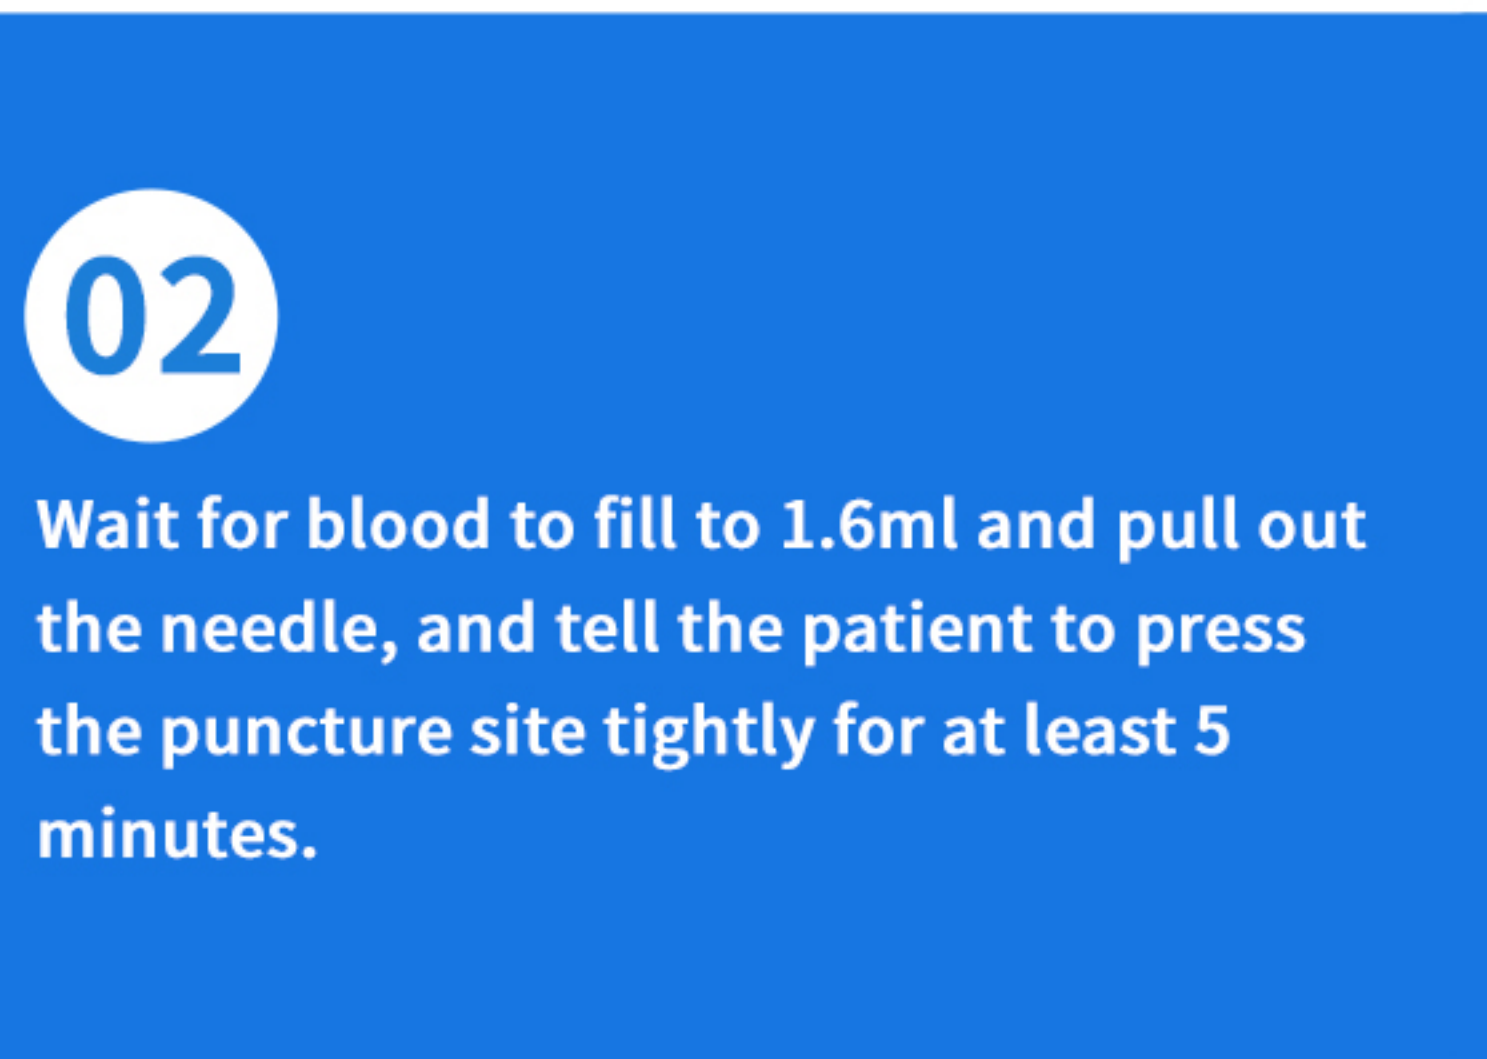 02
Wait for blood to fill to 1.6ml and pull out
the needle, and tell the patient to press
the puncture site tightly for at least 5
minutes.